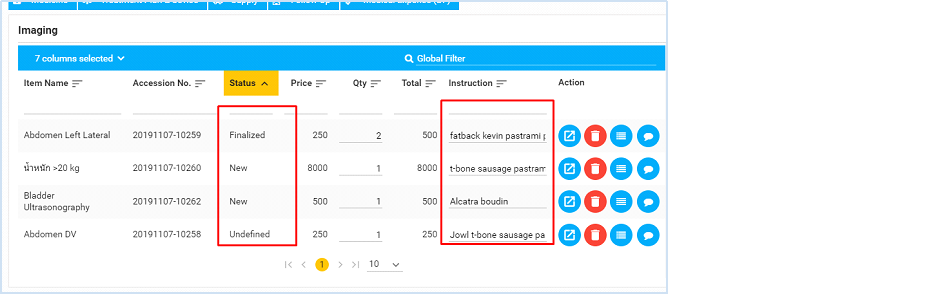 Imaging
7 columns selected Global Filter
Item Name Accession No. Status Price Qty Total Instruction Action
Abdomen Left Lateral 20191107-10259 Finalized 250 2 500 fatback kevin pastrami
น้ำหนัก >20 kg 20191107-10260 New 8000 1 8000 t-bone sausage pastram
Bladder
Ultrasonography 20191107-10262 New 500 1 500 Alcatra boudin
Abdomen DV 20191107-10258 Undefined 250 1 250 Jowl t-bone sausage pa
1 10